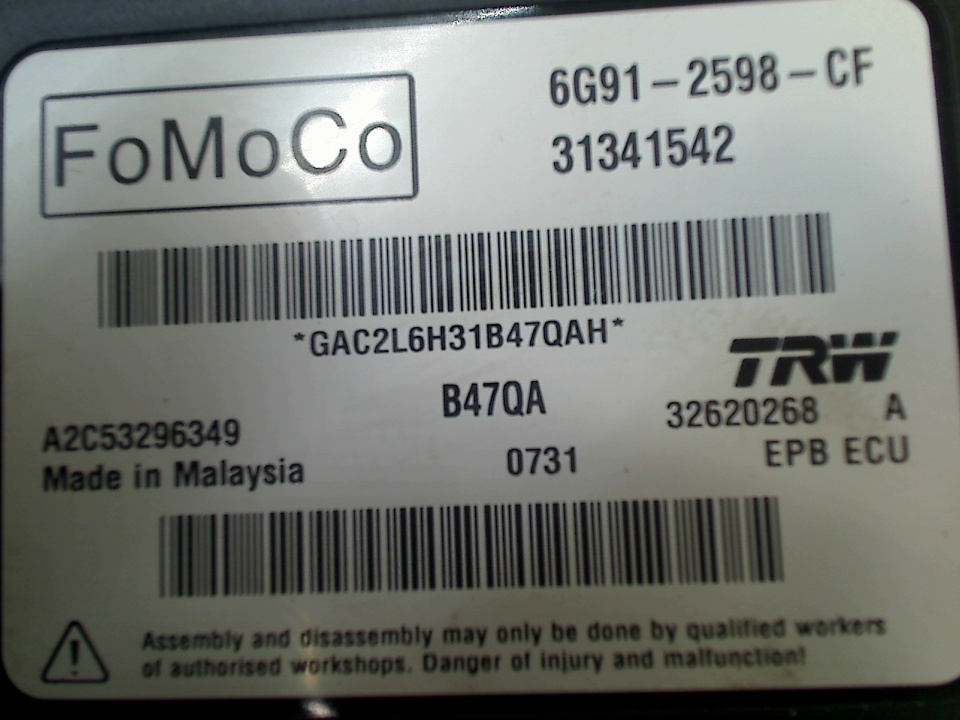 FoMoCo
6G91-2598-CF
31341542
*GAC2L6H31B47QAH*
TRW
B47QA
32620268 A
A2C53296349
0731
EPB ECU
Made in Malaysia
Assembly and disassembly may only be done by qualified workers
of authorised workshops. Danger of injury and malfunction!